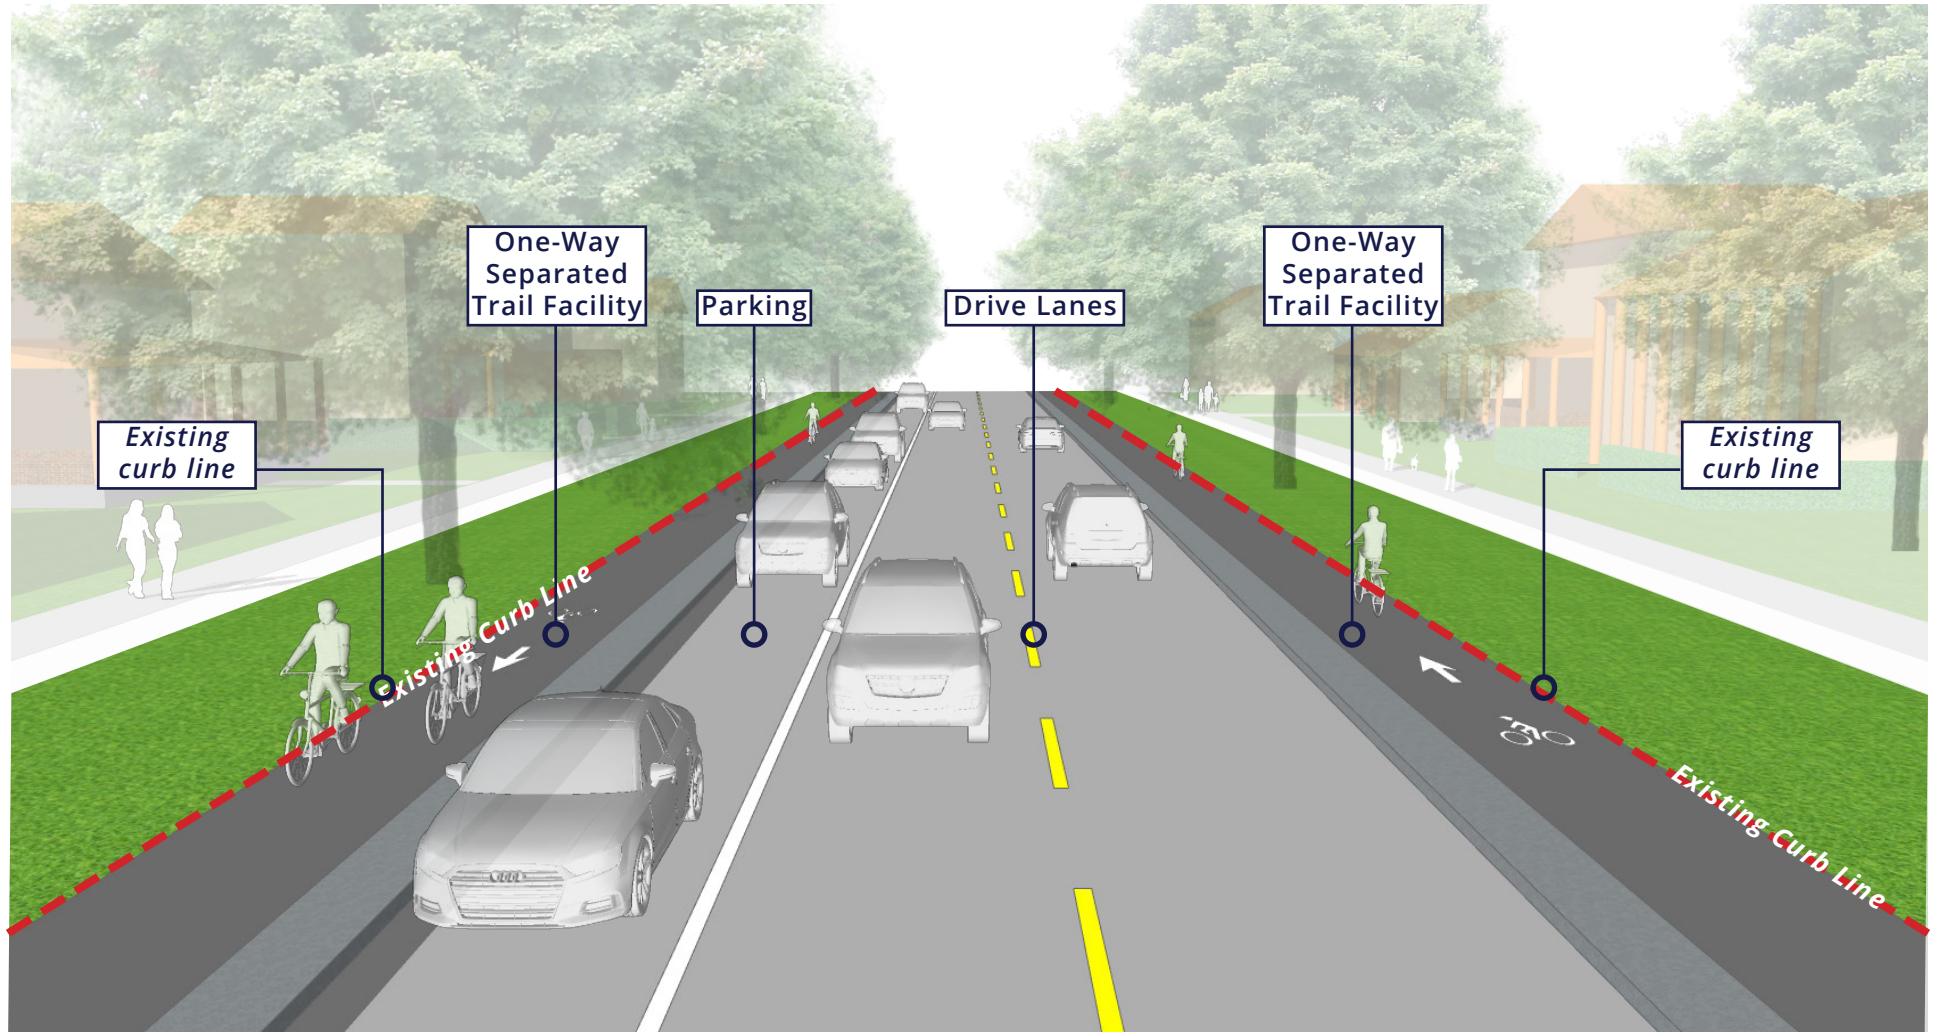 One-Way
Separated
Trail Facility
Parking
Drive Lanes
One-Way
Separated
Trail Facility
Existing
curb line
Existing
curb line
Existing Curb Line
Existing Curb Line